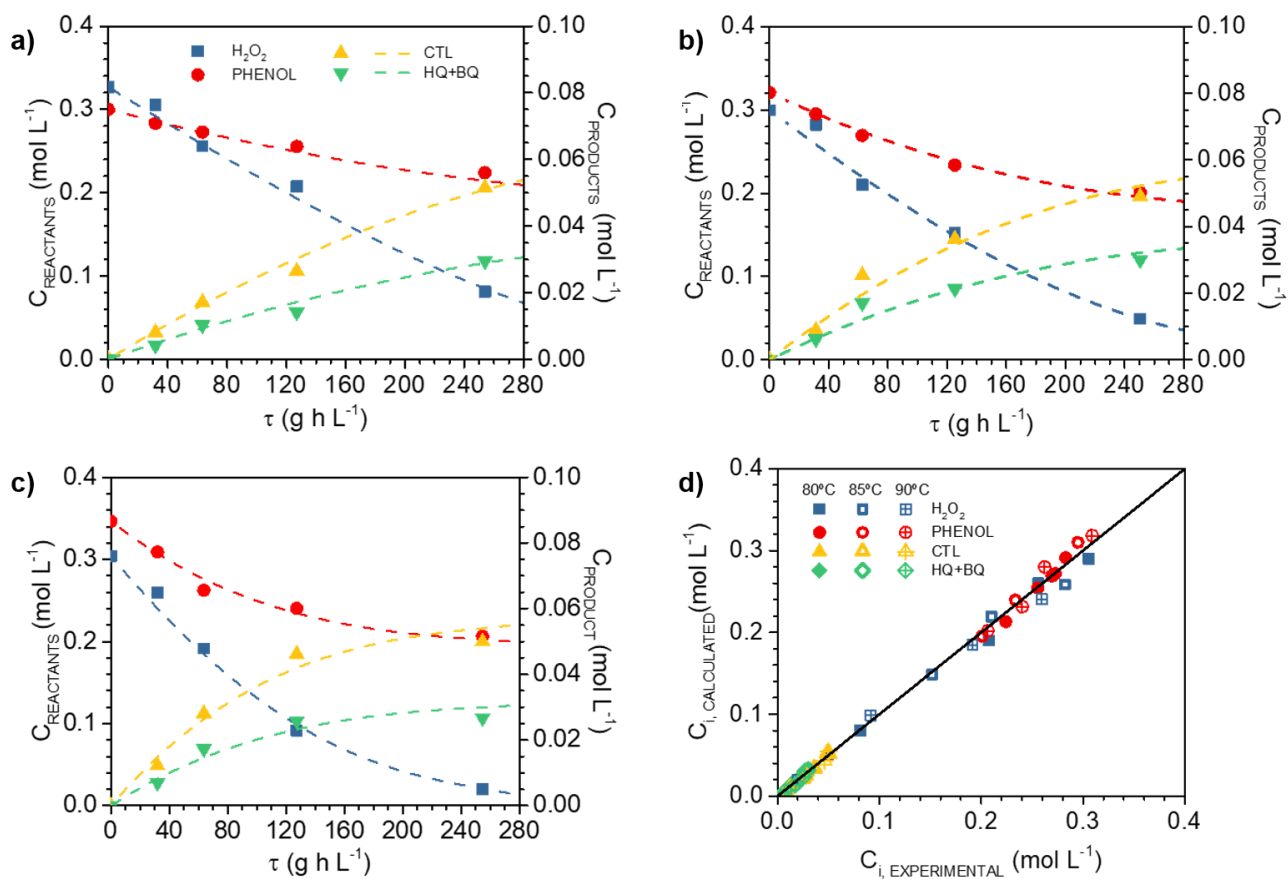 a)
C_REACTANTS (mol L⁻¹)
0.4
0.3
0.2
0.1
0.0
H₂O₂
PHENOL
CTL
HQ+BQ
0.10
0.08
0.06
0.04
0.02
0.00
C_PRODUCTS (mol L⁻¹)
0 40 80 120 160 200 240 280
τ (g h L⁻¹)
b)
C_REACTANTS (mol L⁻¹)
0.4
0.3
0.2
0.1
0.0
0.10
0.08
0.06
0.04
0.02
0.00
C_PRODUCTS (mol L⁻¹)
0 40 80 120 160 200 240 280
τ (g h L⁻¹)
c)
C_REACTANTS (mol L⁻¹)
0.4
0.3
0.2
0.1
0.0
0.10
0.08
0.06
0.04
0.02
0.00
C_PRODUCT (mol L⁻¹)
0 40 80 120 160 200 240 280
τ (g h L⁻¹)
d)
C_i, CALCULATED (mol L⁻¹)
0.4
0.3
0.2
0.1
0.0
80ºC 85ºC 90ºC
H₂O₂
PHENOL
CTL
HQ+BQ
0.0 0.1 0.2 0.3 0.4
C_i, EXPERIMENTAL (mol L⁻¹)